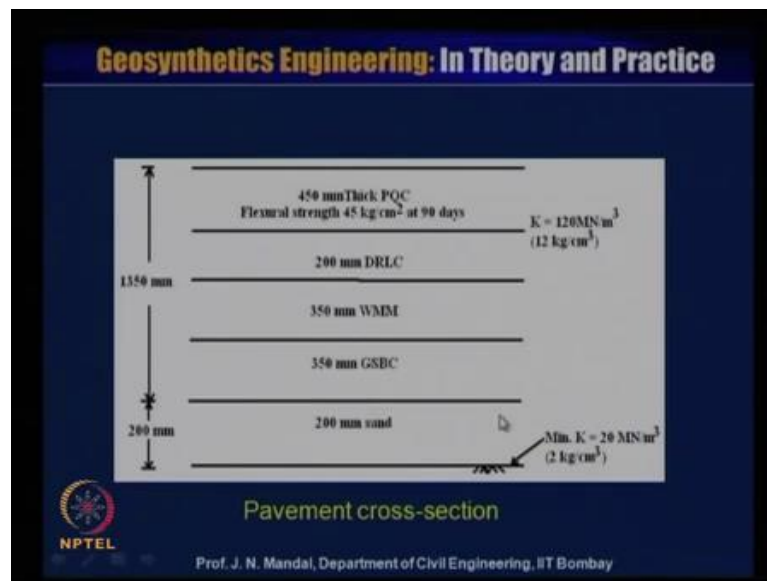 Geosynthetics Engineering: In Theory and Practice
450 mm Thick PQC
Flexural strength 45 kg/cm² at 90 days
K = 120MN/m³
(12 kg/cm³)
200 mm DRLC
1350 mm
350 mm WMM
350 mm GSBC
200 mm
200 mm sand
Min. K = 20 MN/m³
(2 kg/cm³)
Pavement cross-section
NPTEL
Prof. J. N. Mandal, Department of Civil Engineering, IIT Bombay